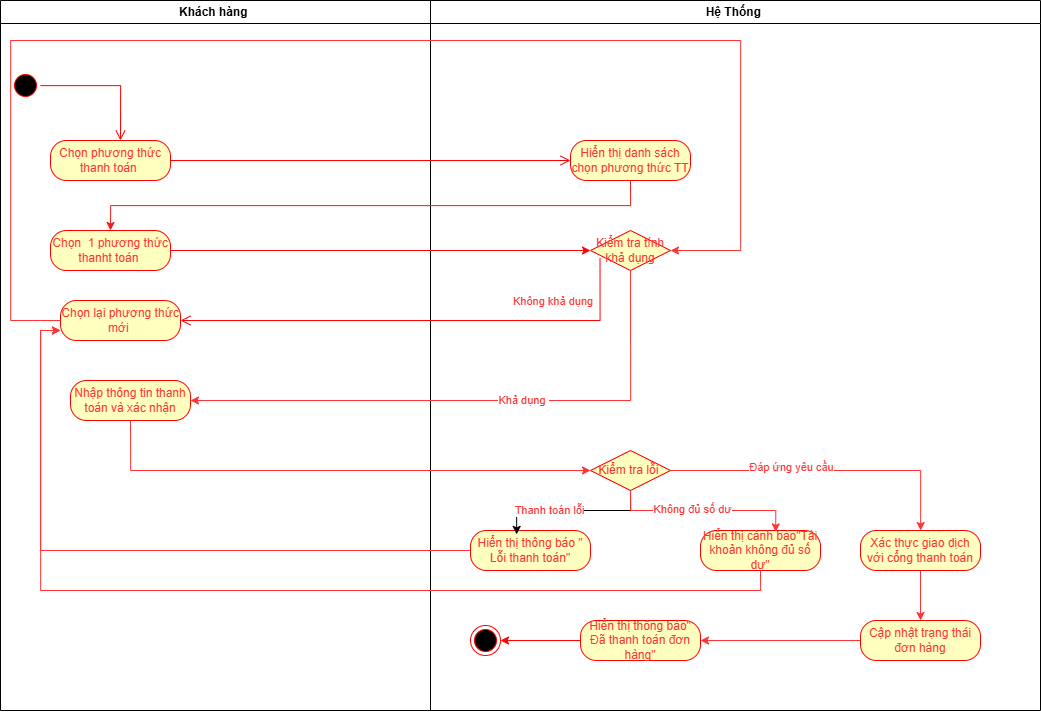 Khách hàng
Hệ Thống
Chọn phương thức
thanh toán
Hiển thị danh sách
chọn phương thức TT
Chọn  1 phương thức
thanht toán
Kiểm tra tính
khả dụng
Không khả dụng
Chọn lại phương thức
mới
Nhập thông tin thanh
toán và xác nhận
Khả dụng
Kiểm tra lỗi
Đáp ứng yêu cầu
Thanh toán lỗi
Không đủ số dư
Hiển thị thông báo "
Lỗi thanh toán"
Hiển thị cảnh báo"Tài
khoản không đủ số
dư"
Xác thực giao dịch
với cổng thanh toán
Hiển thị thông báo"
Đã thanh toán đơn
hàng"
Cập nhật trạng thái
đơn hàng